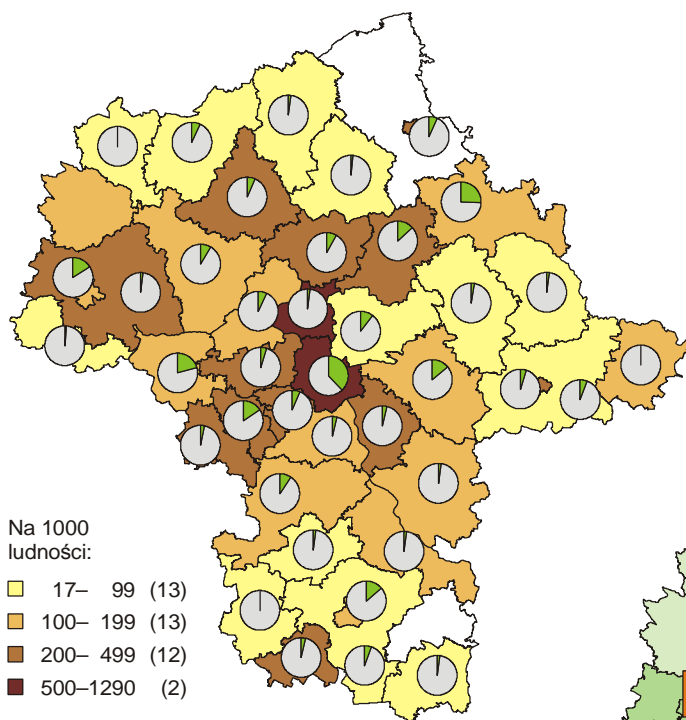 Na 1000
ludności:
17– 99 (13)
100– 199 (13)
200– 499 (12)
500–1290 (2)